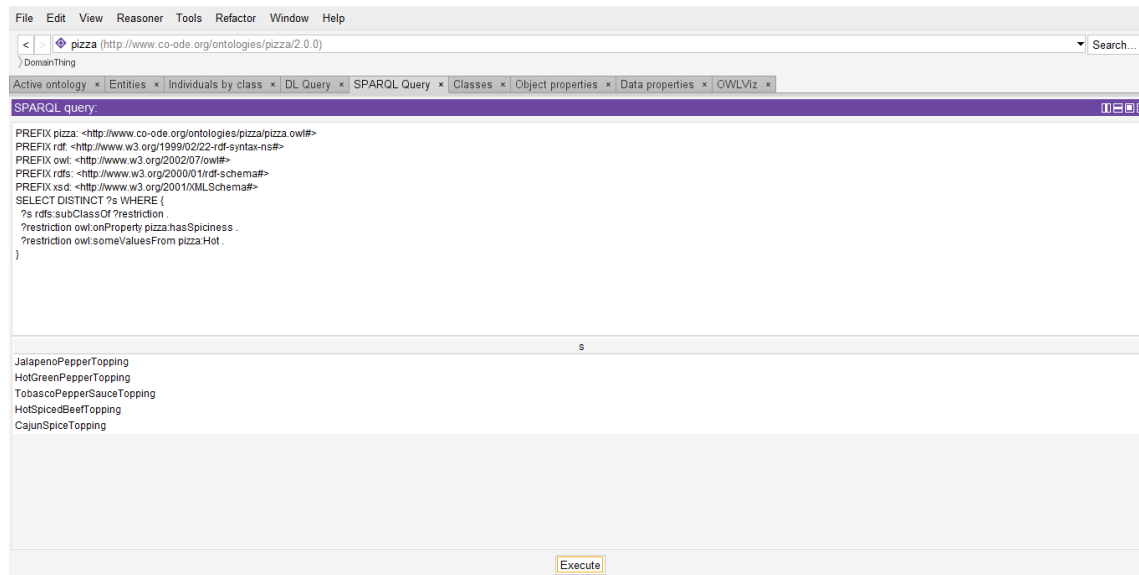 File Edit View Reasoner Tools Refactor Window Help
< > pizza (http://www.co-ode.org/ontologies/pizza/2.0.0) Search...
DomainThing
Active ontology × Entities × Individuals by class × DL Query × SPARQL Query × Classes × Object properties × Data properties × OWLViz ×
SPARQL query:
PREFIX pizza: <http://www.co-ode.org/ontologies/pizza/pizza.owl#>
PREFIX rdf: <http://www.w3.org/1999/02/22-rdf-syntax-ns#>
PREFIX owl: <http://www.w3.org/2002/07/owl#>
PREFIX rdfs: <http://www.w3.org/2000/01/rdf-schema#>
PREFIX xsd: <http://www.w3.org/2001/XMLSchema#>
SELECT DISTINCT ?s WHERE {
?s rdfs:subClassOf ?restriction .
?restriction owl:onProperty pizza:hasSpiciness .
?restriction owl:someValuesFrom pizza:Hot .
}
s
JalapenoPepperTopping
HotGreenPepperTopping
TobascoPepperSauceTopping
HotSpicedBeefTopping
CajunSpiceTopping
Execute